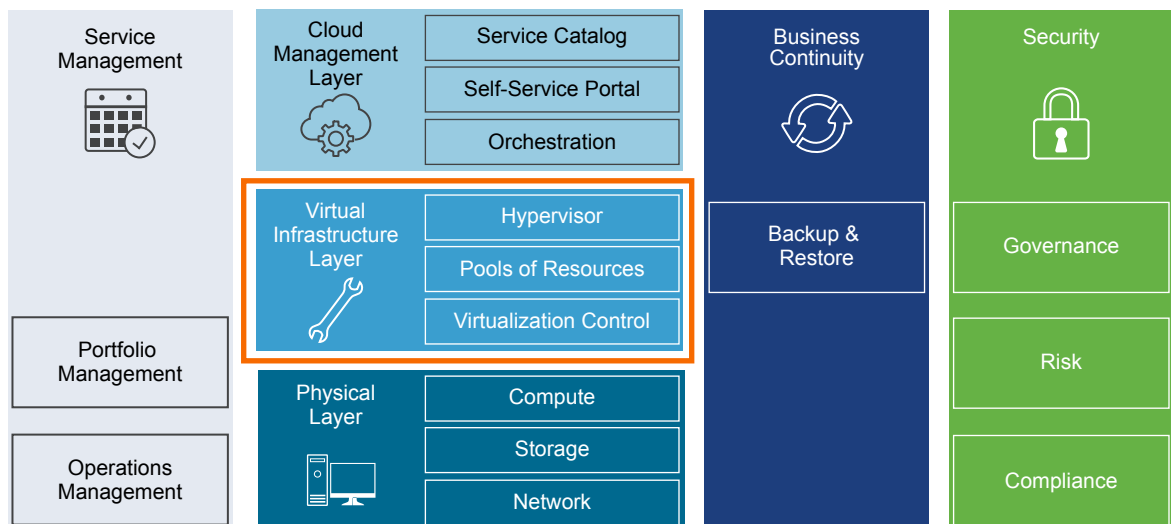 Service
Management
Portfolio
Management
Operations
Management
Cloud
Management
Layer
Service Catalog
Self-Service Portal
Orchestration
Virtual
Infrastructure
Layer
Hypervisor
Pools of Resources
Virtualization Control
Physical
Layer
Compute
Storage
Network
Business
Continuity
Backup &
Restore
Security
Governance
Risk
Compliance